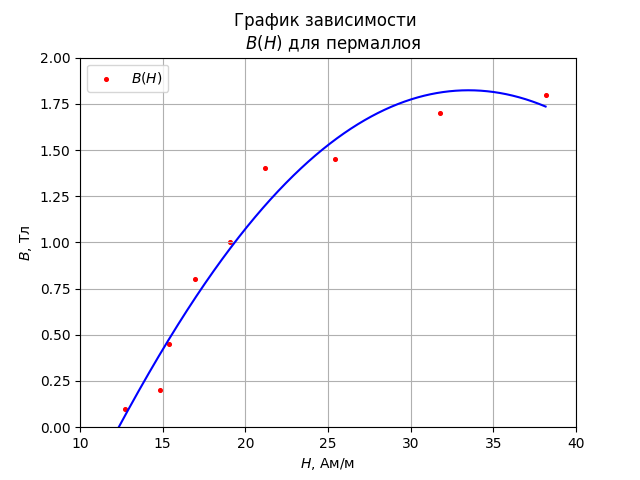 График зависимости
B(H) для пермаллоя
B(H)
2.00
1.75
1.50
1.25
1.00
0.75
0.50
0.25
0.00
B, Тл
10 15 20 25 30 35 40
H, Ам/м